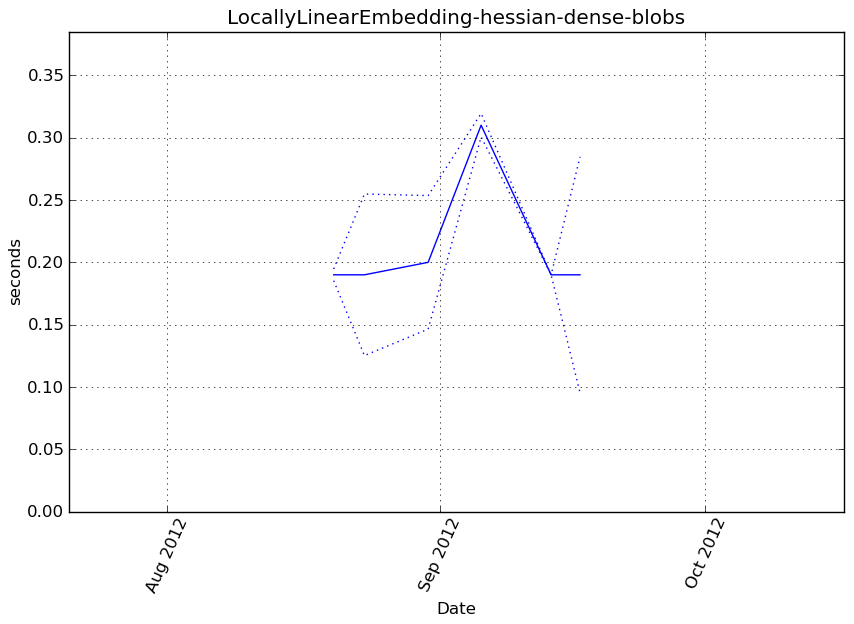 LocallyLinearEmbedding-hessian-dense-blobs
0.35
0.30
0.25
0.20
0.15
0.10
0.05
0.00
seconds
Aug 2012
Sep 2012
Oct 2012
Date